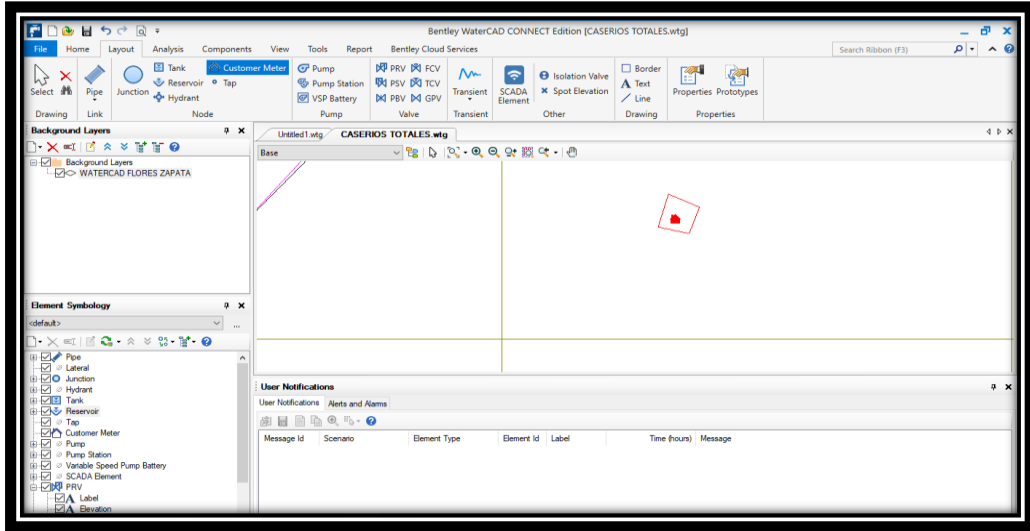 Bentley WaterCAD CONNECT Edition [CASERIOS TOTALES.wtg]
File Home Layout Analysis Components View Tools Report Bentley Cloud Services Search Ribbon (F3)
Select Pipe Junction Tank Customer Meter
Reservoir Tap
Hydrant
Pump
Pump Station
VSP Battery
PRV FCV
PSV TCV
PBV GPV
Transient
SCADA Element
Isolation Valve
Spot Elevation
Border
Text
Line
Properties Prototypes
Drawing Link Node Pump Valve Transient Other Drawing Properties
Background Layers
Background Layers
WATERCAD FLORES ZAPATA
Untitled1.wtg CASERIOS TOTALES.wtg
Base
Element Symbology
<default>
...
Pipe
Lateral
Junction
Hydrant
Tank
Reservoir
Tap
Customer Meter
Pump
Pump Station
Variable Speed Pump Battery
SCADA Element
PRV
Label
Elevation
User Notifications
User Notifications Alerts and Alarms
Message Id Scenario Element Type Element Id Label Time (hours) Message